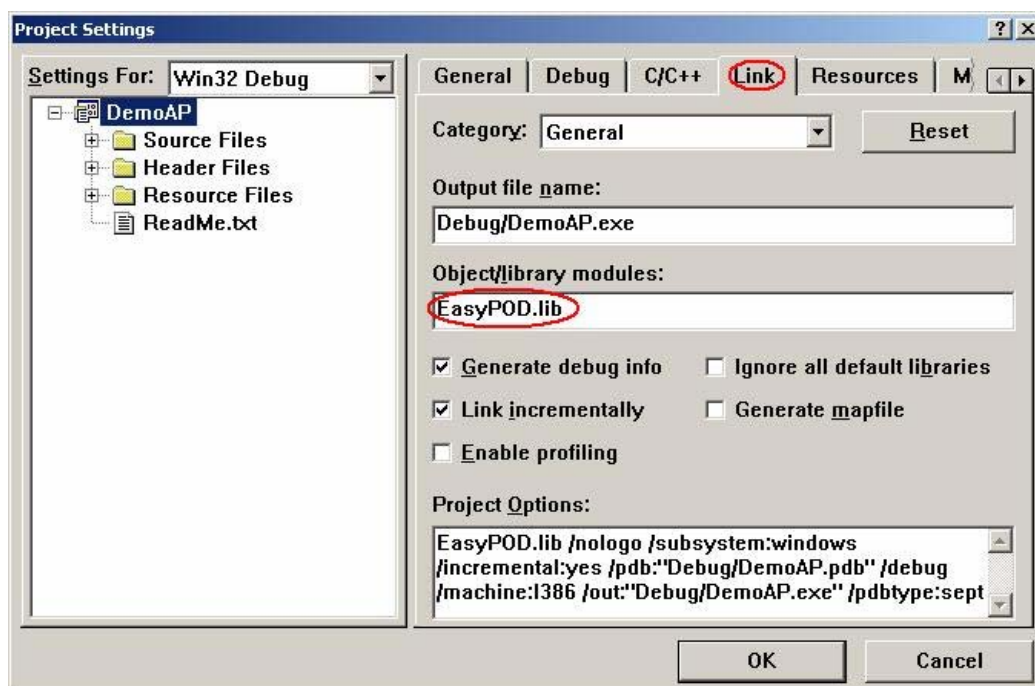 Project Settings
Settings For: Win32 Debug
DemoAP
Source Files
Header Files
Resource Files
ReadMe.txt
General Debug C/C++ Link Resources M
Category: General Reset
Output file name:
Debug/DemoAP.exe
Object/library modules:
EasyPOD.lib
Generate debug info Ignore all default libraries
Link incrementally Generate mapfile
Enable profiling
Project Options:
EasyPOD.lib /nologo /subsystem:windows
/incremental:yes /pdb:"Debug/DemoAP.pdb" /debug
/machine:I386 /out:"Debug/DemoAP.exe" /pdbtype:sept
OK Cancel